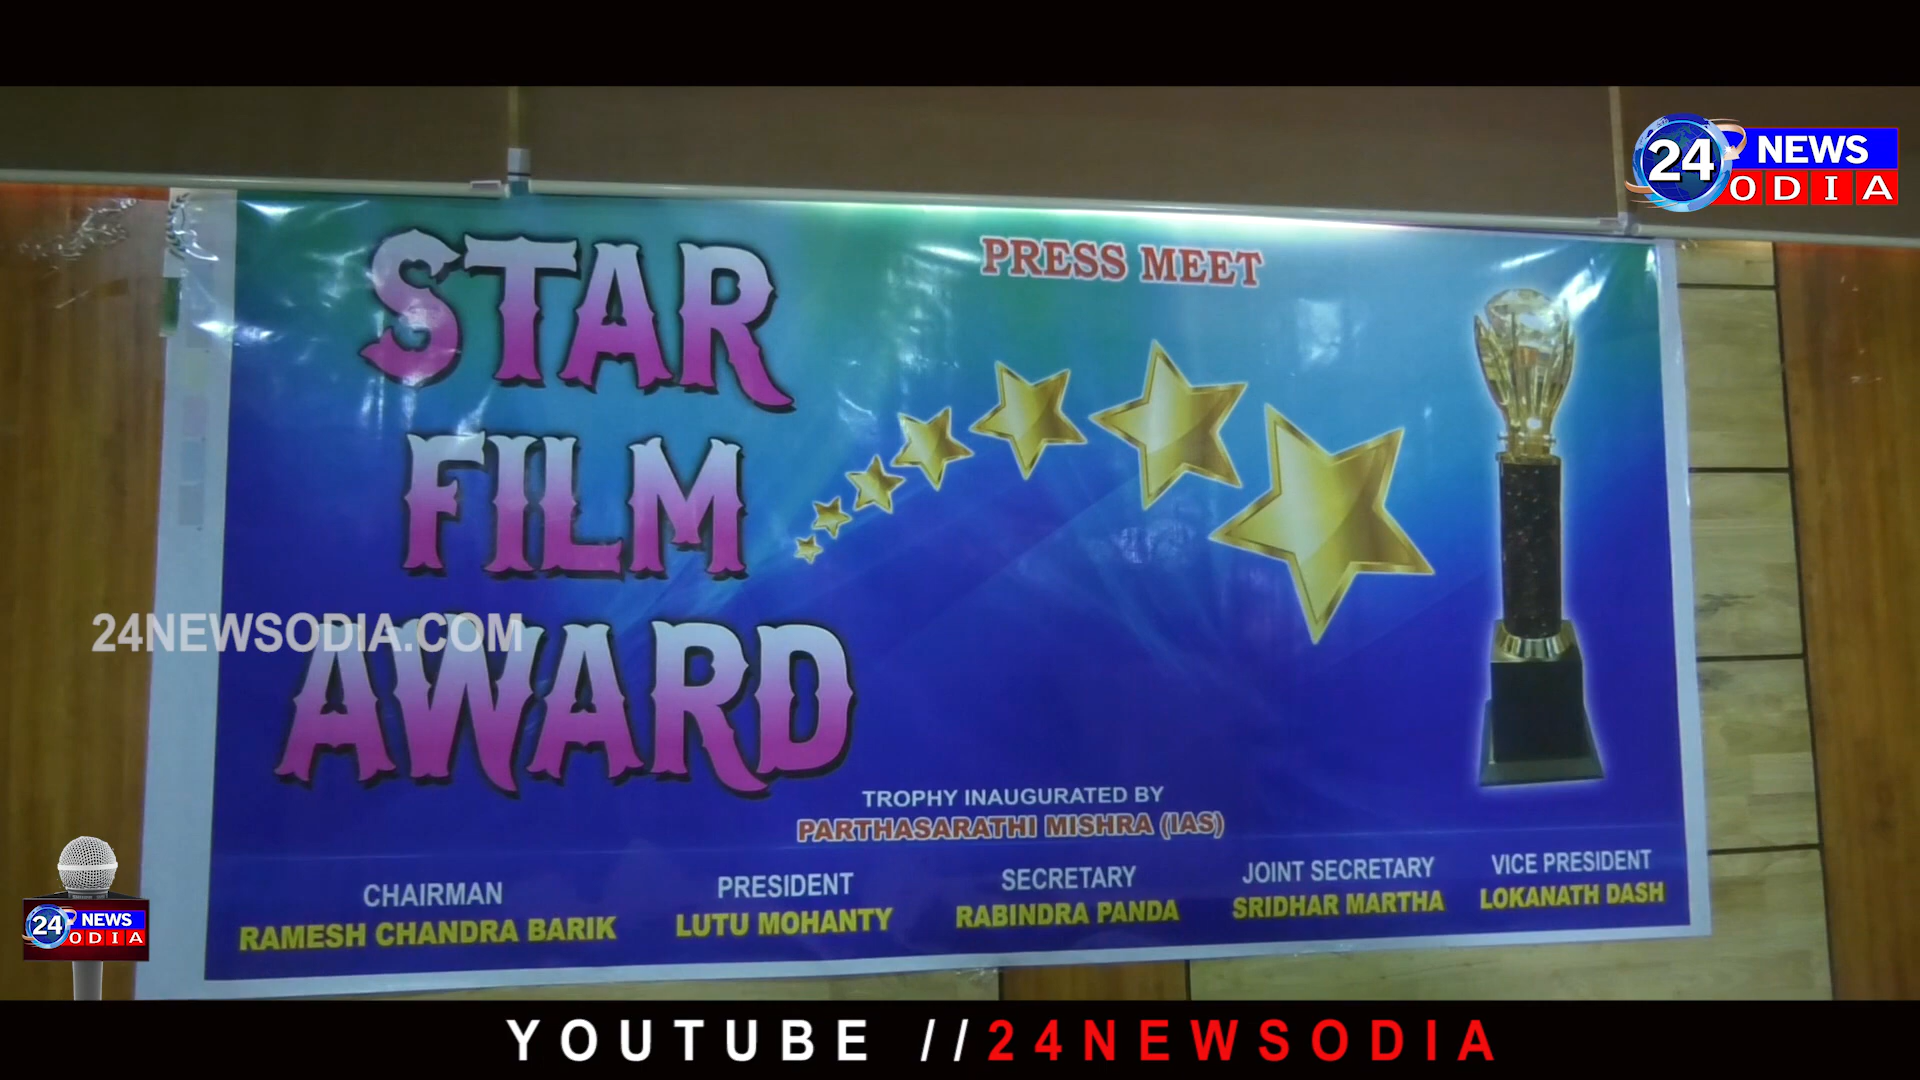 24 NEWS
ODIA
STAR
FILM
AWARD
PRESS MEET
24NEWSODIA.COM
TROPHY INAUGURATED BY
PARTHASARATHI MISHRA (IAS)
CHAIRMAN
RAMESH CHANDRA BARIK
PRESIDENT
LUTU MOHANTY
SECRETARY
RABINDRA PANDA
JOINT SECRETARY
SRIDHAR MARTHA
VICE PRESIDENT
LOKANATH DASH
24 NEWS
ODIA
YOUTUBE //24NEWSODIA